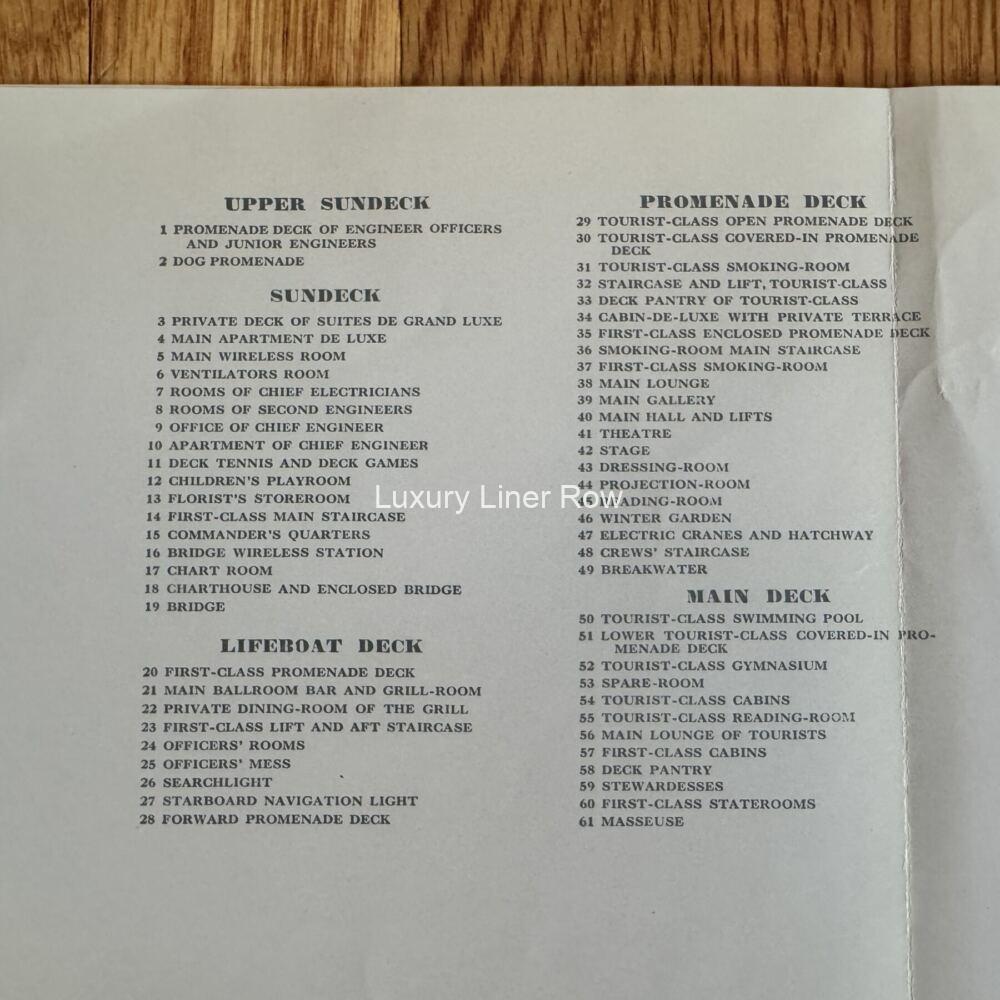 UPPER SUNDECK
1 PROMENADE DECK OF ENGINEER OFFICERS
AND JUNIOR ENGINEERS
2 DOG PROMENADE
SUNDECK
3 PRIVATE DECK OF SUITES DE GRAND LUXE
4 MAIN APARTMENT DE LUXE
5 MAIN WIRELESS ROOM
6 VENTILATORS ROOM
7 ROOMS OF CHIEF ELECTRICIANS
8 ROOMS OF SECOND ENGINEERS
9 OFFICE OF CHIEF ENGINEER
10 APARTMENT OF CHIEF ENGINEER
11 DECK TENNIS AND DECK GAMES
12 CHILDREN'S PLAYROOM
13 FLORIST'S STOREROOM
14 FIRST-CLASS MAIN STAIRCASE
15 COMMANDER'S QUARTERS
16 BRIDGE WIRELESS STATION
17 CHART ROOM
18 CHARTHOUSE AND ENCLOSED BRIDGE
19 BRIDGE
LIFEBOAT DECK
20 FIRST-CLASS PROMENADE DECK
21 MAIN BALLROOM BAR AND GRILL-ROOM
22 PRIVATE DINING-ROOM OF THE GRILL
23 FIRST-CLASS LIFT AND AFT STAIRCASE
24 OFFICERS' ROOMS
25 OFFICERS' MESS
26 SEARCHLIGHT
27 STARBOARD NAVIGATION LIGHT
28 FORWARD PROMENADE DECK
PROMENADE DECK
29 TOURIST-CLASS OPEN PROMENADE DECK
30 TOURIST-CLASS COVERED-IN PROMENADE
DECK
31 TOURIST-CLASS SMOKING-ROOM
32 STAIRCASE AND LIFT, TOURIST-CLASS
33 DECK PANTRY OF TOURIST-CLASS
34 CABIN-DE-LUXE WITH PRIVATE TERRACE
35 FIRST-CLASS ENCLOSED PROMENADE DECK
36 SMOKING-ROOM MAIN STAIRCASE
37 FIRST-CLASS SMOKING-ROOM
38 MAIN LOUNGE
39 MAIN GALLERY
40 MAIN HALL AND LIFTS
41 THEATRE
42 STAGE
43 DRESSING-ROOM
44 PROJECTION-ROOM
45 READING-ROOM
46 WINTER GARDEN
47 ELECTRIC CRANES AND HATCHWAY
48 CREWS' STAIRCASE
49 BREAKWATER
MAIN DECK
50 TOURIST-CLASS SWIMMING POOL
51 LOWER TOURIST-CLASS COVERED-IN PRO-
MENADE DECK
52 TOURIST-CLASS GYMNASIUM
53 SPARE-ROOM
54 TOURIST-CLASS CABINS
55 TOURIST-CLASS READING-ROOM
56 MAIN LOUNGE OF TOURISTS
57 FIRST-CLASS CABINS
58 DECK PANTRY
59 STEWARDESSES
60 FIRST-CLASS STATEROOMS
61 MASSEUSE
Luxury Liner Row